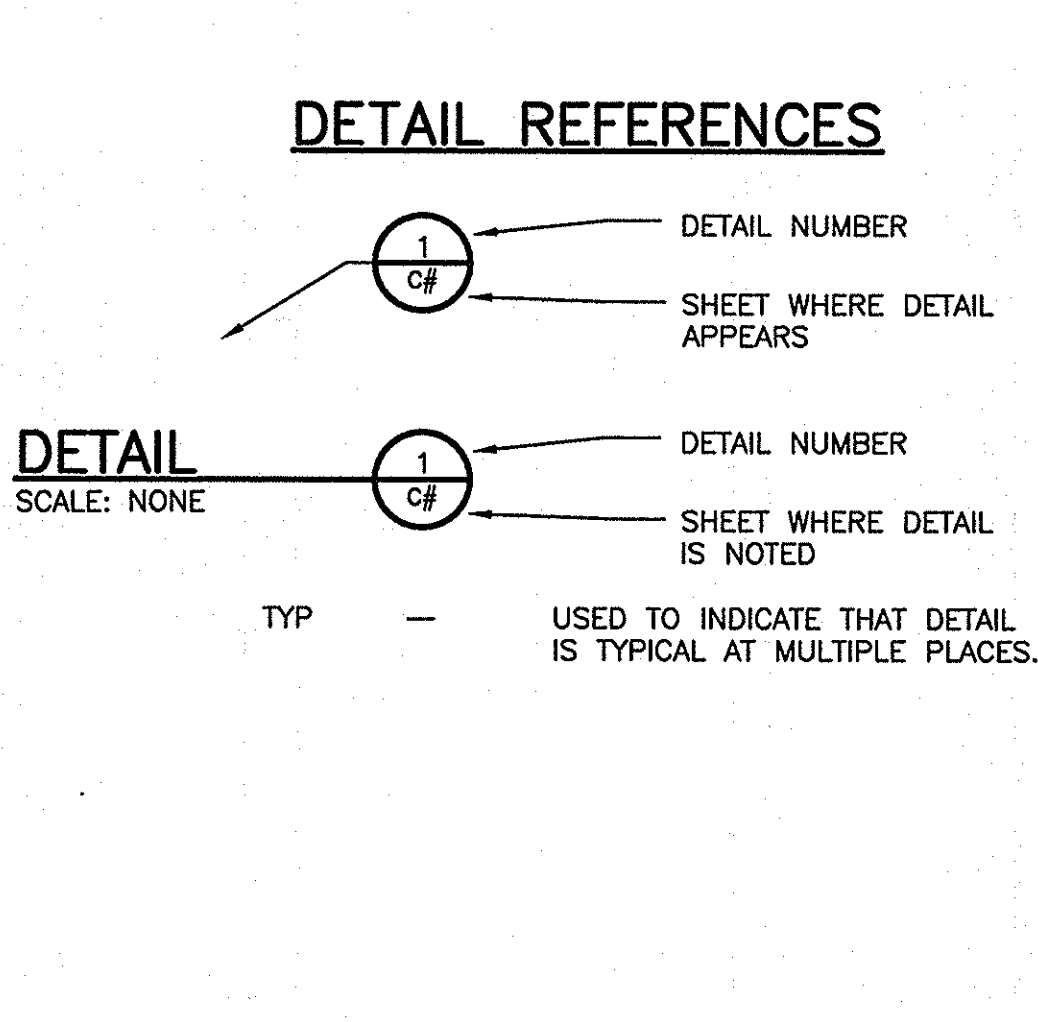 DETAIL REFERENCES
1
C#
DETAIL NUMBER
SHEET WHERE DETAIL
APPEARS
DETAIL
SCALE: NONE
1
C#
DETAIL NUMBER
SHEET WHERE DETAIL
IS NOTED
TYP — USED TO INDICATE THAT DETAIL
IS TYPICAL AT MULTIPLE PLACES.